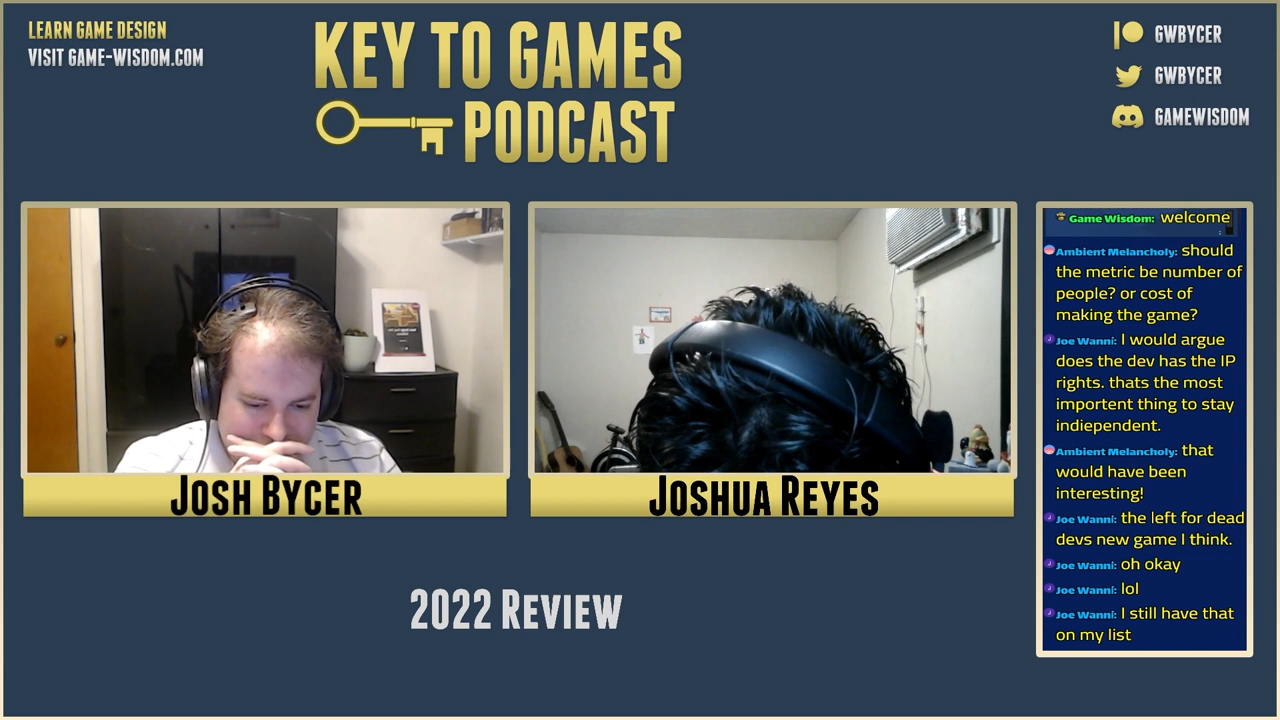 LEARN GAME DESIGN
VISIT GAME-WISDOM.COM
KEY TO GAMES
PODCAST
GWBYCER
GWBYCER
GAMEWISDOM
Game Wisdom: welcome
Ambient Melancholy: should
the metric be number of
people? or cost of
making the game?
Joe Wanni: I would argue
does the dev has the IP
rights. thats the most
importent thing to stay
indiependent.
Ambient Melancholy: that
would have been
interesting!
Joe Wanni: the left for dead
devs new game I think.
Joe Wanni: oh okay
Joe Wanni: lol
Joe Wanni: I still have that
on my list
JOSH BYCER
JOSHUA REYES
2022 REVIEW